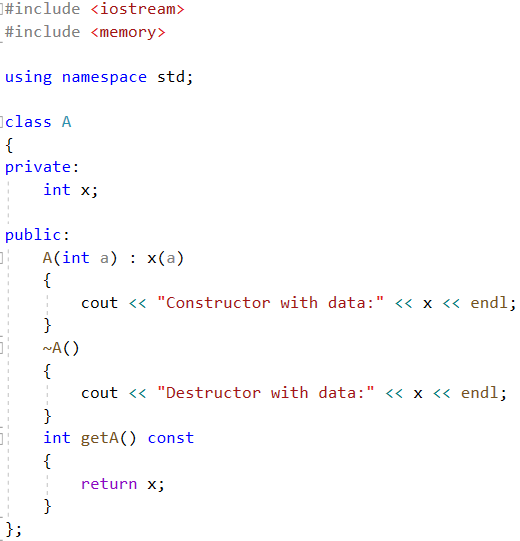 #include <iostream>
#include <memory>
using namespace std;
class A
{
private:
int x;
public:
A(int a) : x(a)
{
cout << "Constructor with data:" << x << endl;
}
~A()
{
cout << "Destructor with data:" << x << endl;
}
int getA() const
{
return x;
}
};